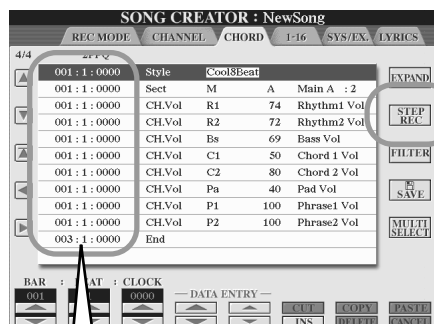 SONG CREATOR : NewSong
REC MODE CHANNEL CHORD 1-16 SYS/EX. LYRICS
4/4 2PPQ
001 : 1 : 0000 Style Cool8Beat
EXPAND
001 : 1 : 0000 Sect M A Main A : 2
001 : 1 : 0000 CH.Vol R1 74 Rhythm1 Vol
STEP REC
001 : 1 : 0000 CH.Vol R2 72 Rhythm2 Vol
001 : 1 : 0000 CH.Vol Bs 69 Bass Vol
001 : 1 : 0000 CH.Vol C1 50 Chord 1 Vol
FILTER
001 : 1 : 0000 CH.Vol C2 80 Chord 2 Vol
001 : 1 : 0000 CH.Vol Pa 40 Pad Vol
SAVE
001 : 1 : 0000 CH.Vol P1 100 Phrase1 Vol
001 : 1 : 0000 CH.Vol P2 100 Phrase2 Vol
MULTI SELECT
003 : 1 : 0000 End
BAR : AT : CLOCK
001 0000 DATA ENTRY
CUT COPY PASTE
INS DELETE CANCEL